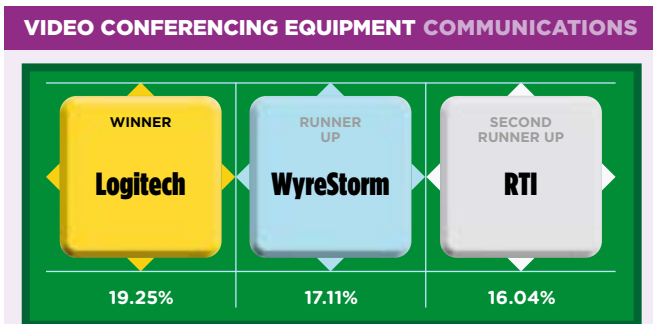 VIDEO CONFERENCING EQUIPMENT COMMUNICATIONS
WINNER
Logitech
19.25%
RUNNER
UP
WyreStorm
17.11%
SECOND
RUNNER UP
RTI
16.04%